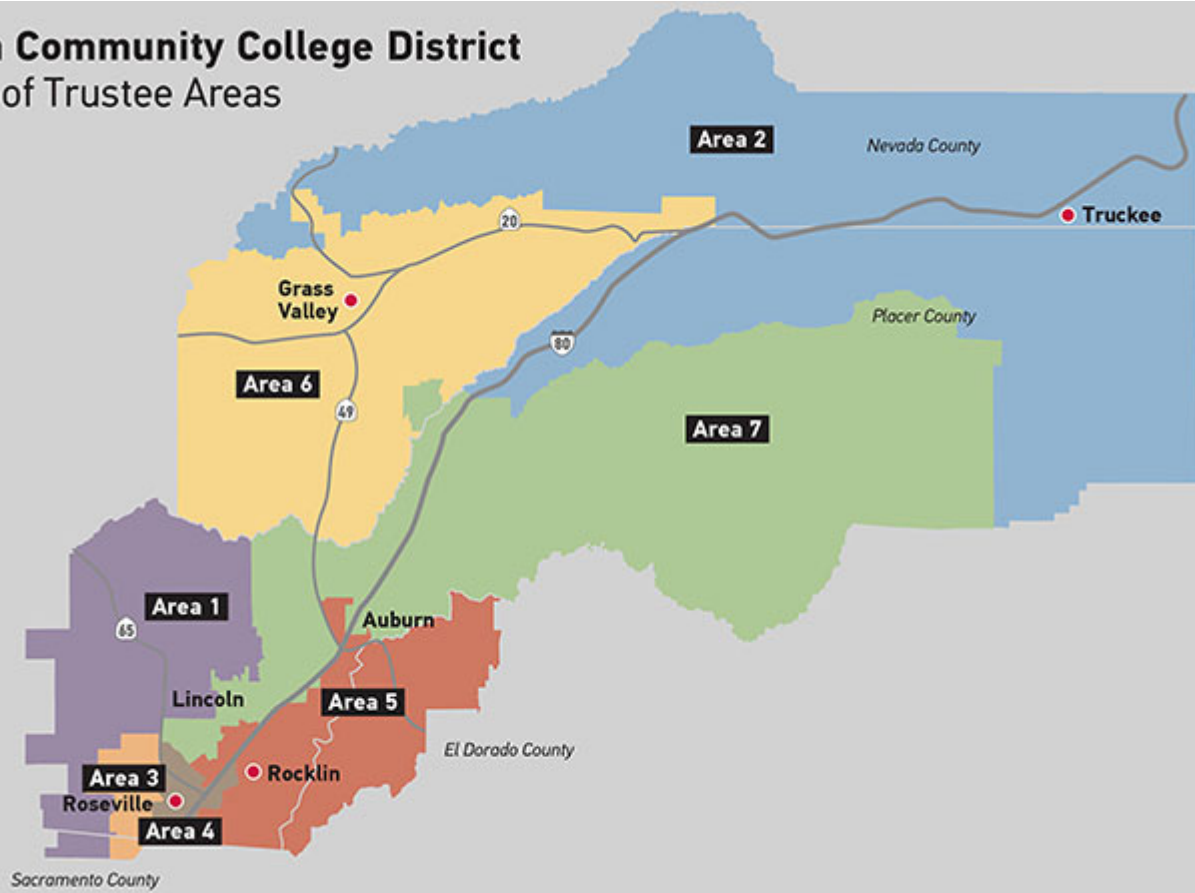 Community College District
of Trustee Areas
Area 2
Nevada County
20
Truckee
Grass
Valley
Placer County
80
Area 6
49
Area 7
Area 1
65
Auburn
Lincoln
Area 5
El Dorado County
Area 3
Rocklin
Roseville
Area 4
Sacramento County